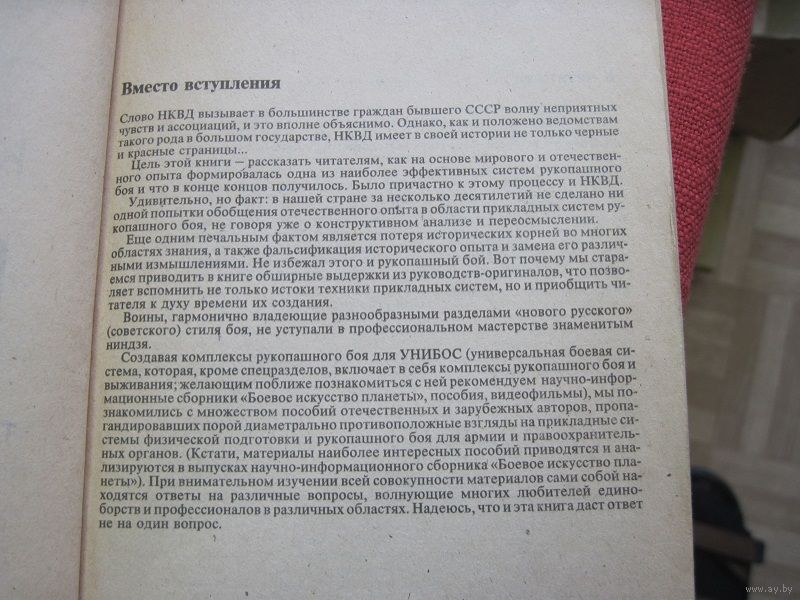 Вместо вступления
Слово НКВД вызывает в большинстве граждан бывшего СССР волну неприятных
чувств и ассоциаций, и это вполне объяснимо. Однако, как и положено ведомствам
такого рода в большом государстве, НКВД имеет в своей истории не только черные
и красные страницы...
Цель этой книги – рассказать читателям, как на основе мирового и отечествен-
ного опыта формировалась одна из наиболее эффективных систем рукопашного
боя и что в конце концов получилось. Было причастно к этому процессу и НКВД.
Удивительно, но факт: в нашей стране за несколько десятилетий не сделано ни
одной попытки обобщения отечественного опыта в области прикладных систем ру-
копашного боя, не говоря уже о конструктивном анализе и переосмыслении.
Еще одним печальным фактом является потеря исторических корней во многих
областях знания, а также фальсификация исторического опыта и замена его различ-
ными измышлениями. Не избежал этого и рукопашный бой. Вот почему мы стара-
емся приводить в книге обширные выдержки из руководств-оригиналов, что позво-
ляет вспомнить не только истоки техники прикладных систем, но и приобщить чи-
тателя к духу времени их создания.
Воины, гармонично владеющие разнообразными разделами «нового русского»
(советского) стиля боя, не уступали в профессиональном мастерстве знаменитым
ниндзя.
Создавая комплексы рукопашного боя для УНИБОС (универсальная боевая си-
стема, которая, кроме спецразделов, включает в себя комплексы рукопашного боя и
выживания; желающим поближе познакомиться с ней рекомендуем научно-инфор-
мационные сборники «Боевое искусство планеты», пособия, видеофильмы), мы по-
знакомились с множеством пособий отечественных и зарубежных авторов, пропа-
гандировавших порой диаметрально противоположные взгляды на прикладные си-
стемы физической подготовки и рукопашного боя для армии и правоохранитель-
ных органов. (Кстати, материалы наиболее интересных пособий приводятся и ана-
лизируются в выпусках научно-информационного сборника «Боевое искусство пла-
неты»). При внимательном изучении всей совокупности материалов сами собой на-
ходятся ответы на различные вопросы, волнующие многих любителей едино-
борств и профессионалов в различных областях. Надеюсь, что и эта книга даст ответ
не на один вопрос.
www.ay.by